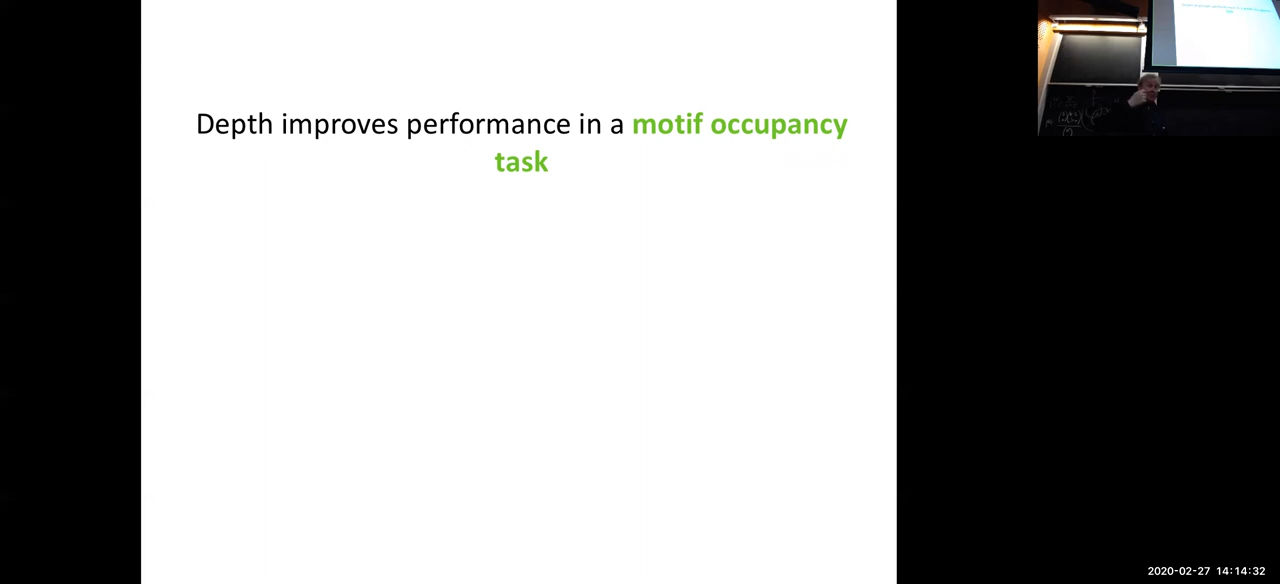 Depth improves performance in a motif occupancy
task
2020-02-27 14:14:32